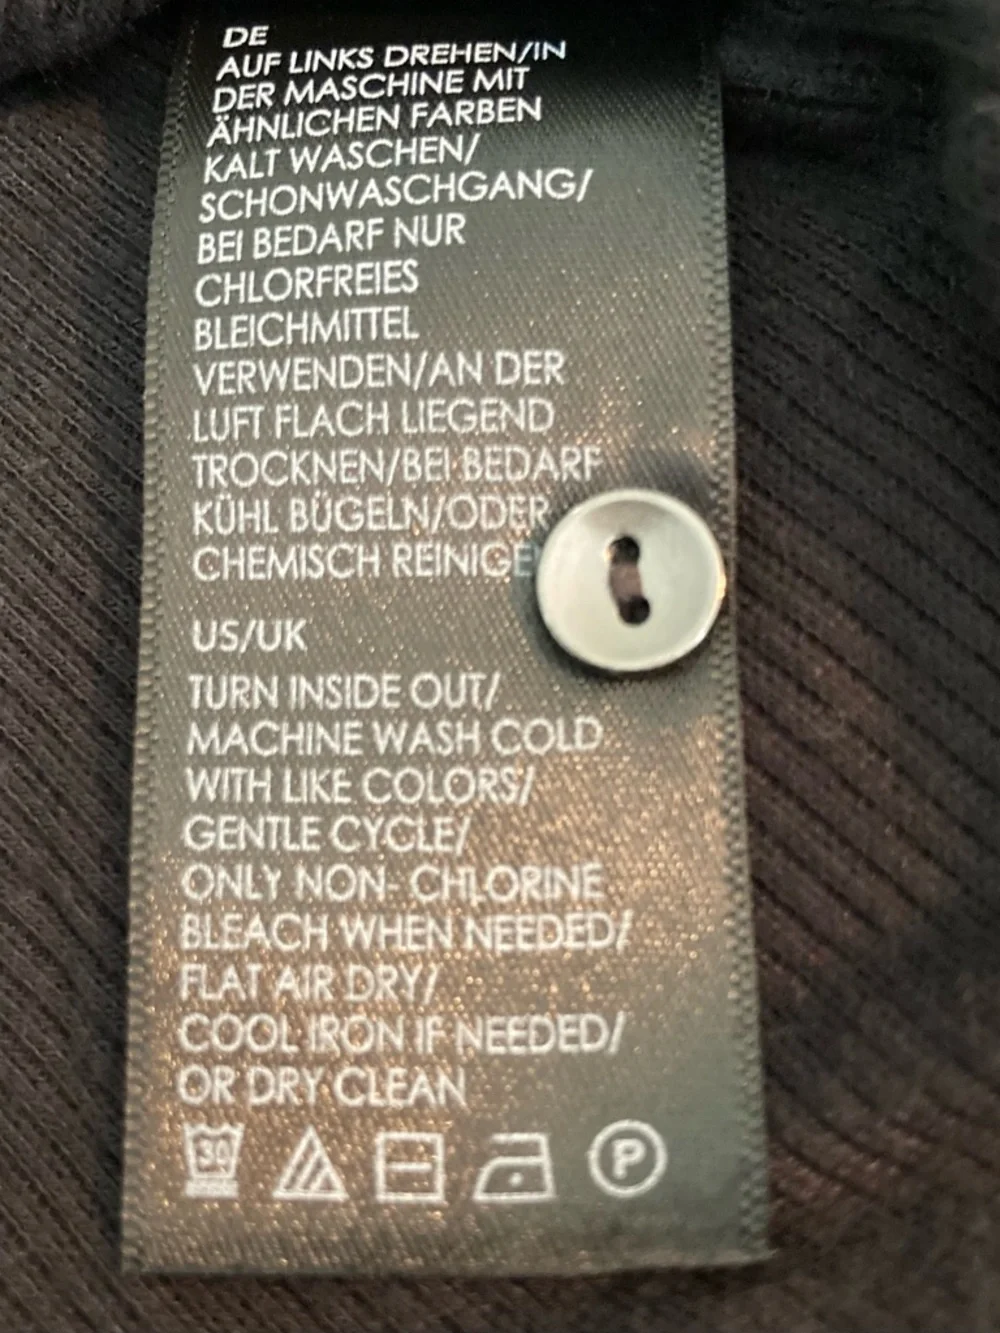 DE
AUF LINKS DREHEN/IN
DER MASCHINE MIT
ÄHNLICHEN FARBEN
KALT WASCHEN/
SCHONWASCHGANG/
BEI BEDARF NUR
CHLORFREIES
BLEICHMITTEL
VERWENDEN/AN DER
LUFT FLACH LIEGEND
TROCKNEN/BEI BEDARF
KÜHL BÜGELN/ODER
CHEMISCH
US/UK
TURN INSIDE OUT/
MACHINE WASH COLD
WITH LIKE COLORS/
GENTLE CYCLE/
ONLY NON- CHLORINE
BLEACH WHEN NEEDED/
FLAT AIR DRY/
COOL IRON IF NEEDED/
OR DRY CLEAN
30 P